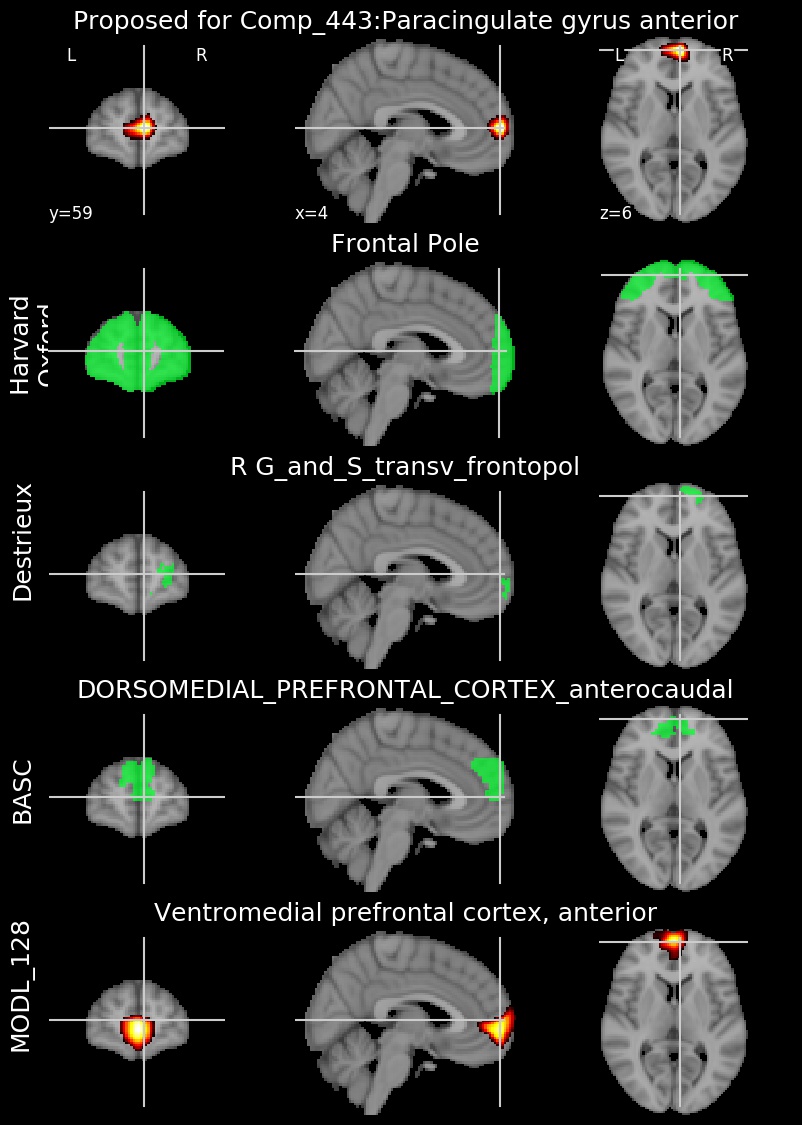 Proposed for Comp_443:Paracingulate gyrus anterior
L R
L R
y=59 x=4 z=6
Frontal Pole
Harvard
Oxford
R G_and_S_transv_frontopol
Destrieux
DORSOMEDIAL_PREFRONTAL_CORTEX_anterocaudal
BASC
Ventromedial prefrontal cortex, anterior
MODL_128